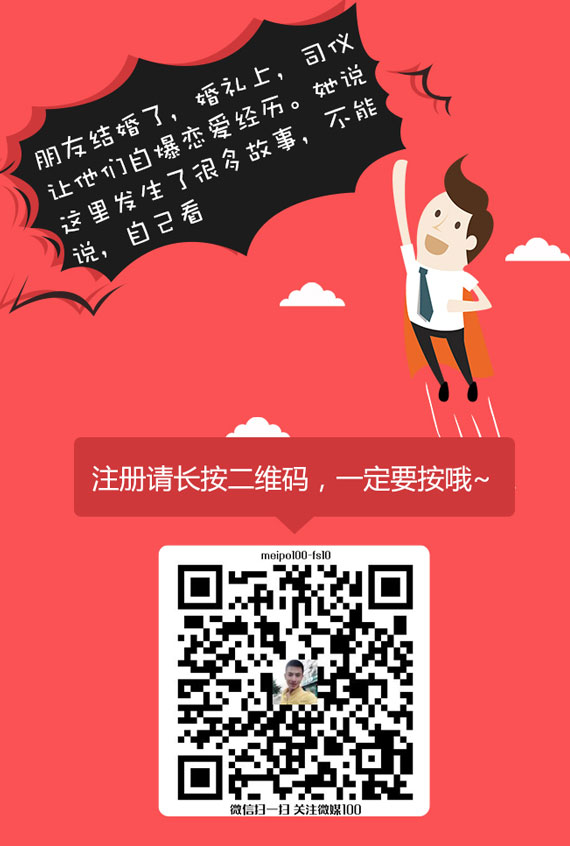 朋友结婚了，婚礼上，司仪
让他们自爆恋爱经历。她说
这里发生了很多故事，不能
说，自己看
注册请长按二维码，一定要按哦~
meipo100-fs10
微信扫一扫 关注微媒100